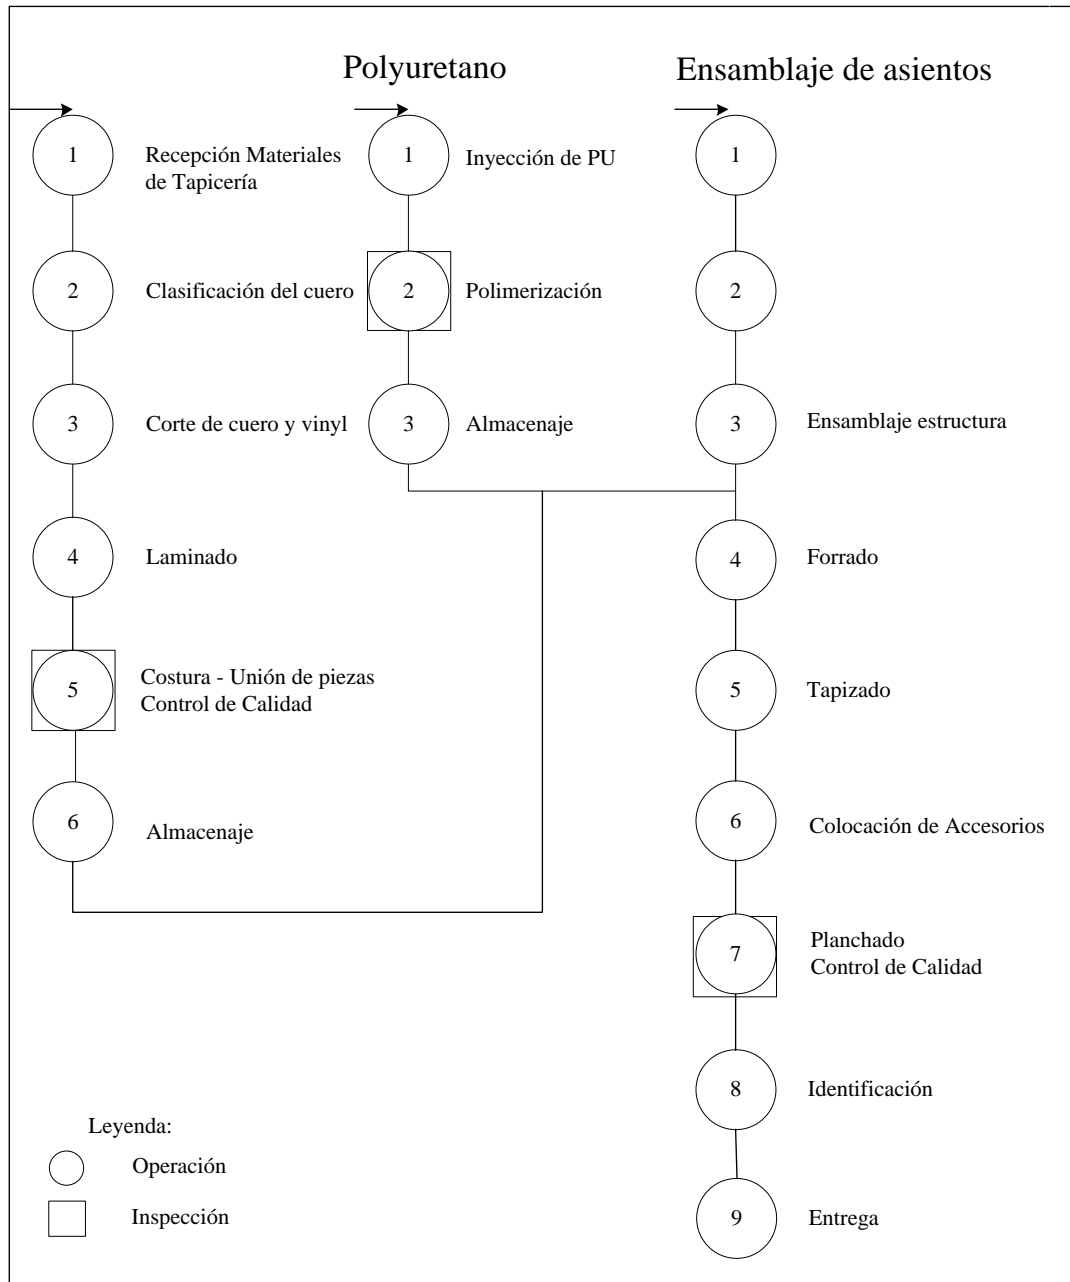 Polyuretano
Ensamblaje de asientos
1
Recepción Materiales
de Tapicería
2
Clasificación del cuero
3
Corte de cuero y vinyl
4
Laminado
5
Costura - Unión de piezas
Control de Calidad
6
Almacenaje
1
Inyección de PU
2
Polimerización
3
Almacenaje
1
2
3
Ensamblaje estructura
4
Forrado
5
Tapizado
6
Colocación de Accesorios
7
Planchado
Control de Calidad
8
Identificación
9
Entrega
Leyenda:
Operación
Inspección